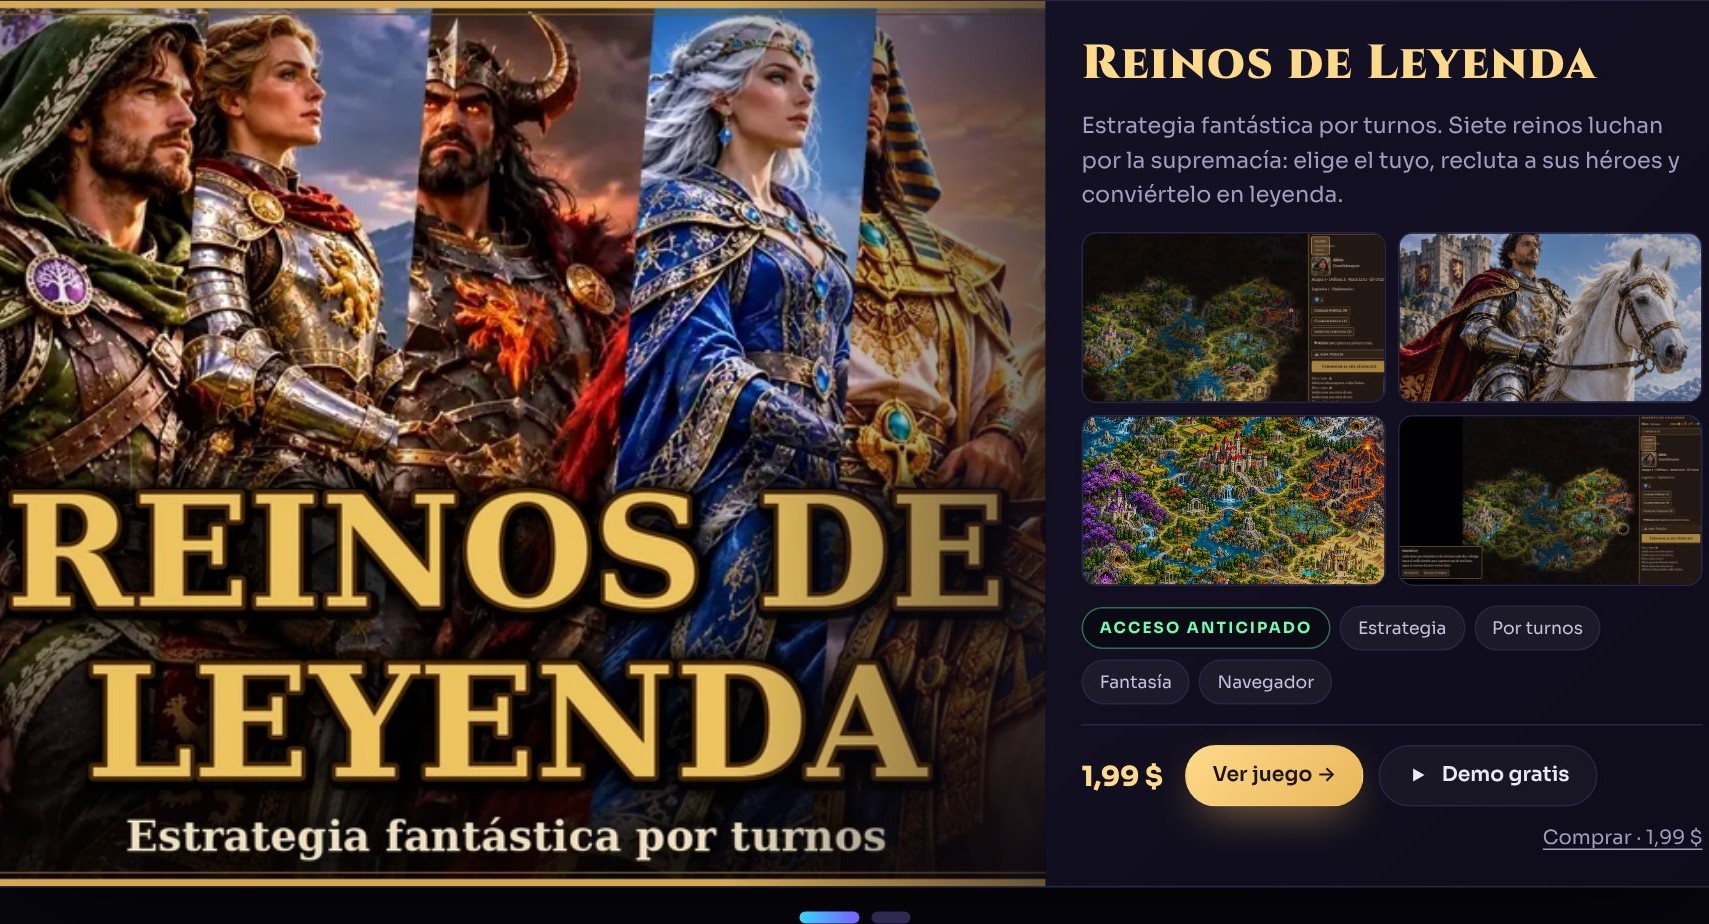 REINOS DE
LEYENDA
Estrategia fantástica por turnos
Reinos de Leyenda
Estrategia fantástica por turnos. Siete reinos luchan
por la supremacía: elige el tuyo, recluta a sus héroes y
conviértelo en leyenda.
ACCESO ANTICIPADO
Estrategia
Por turnos
Fantasía
Navegador
1,99 $
Ver juego →
▶ Demo gratis
Comprar · 1,99 $